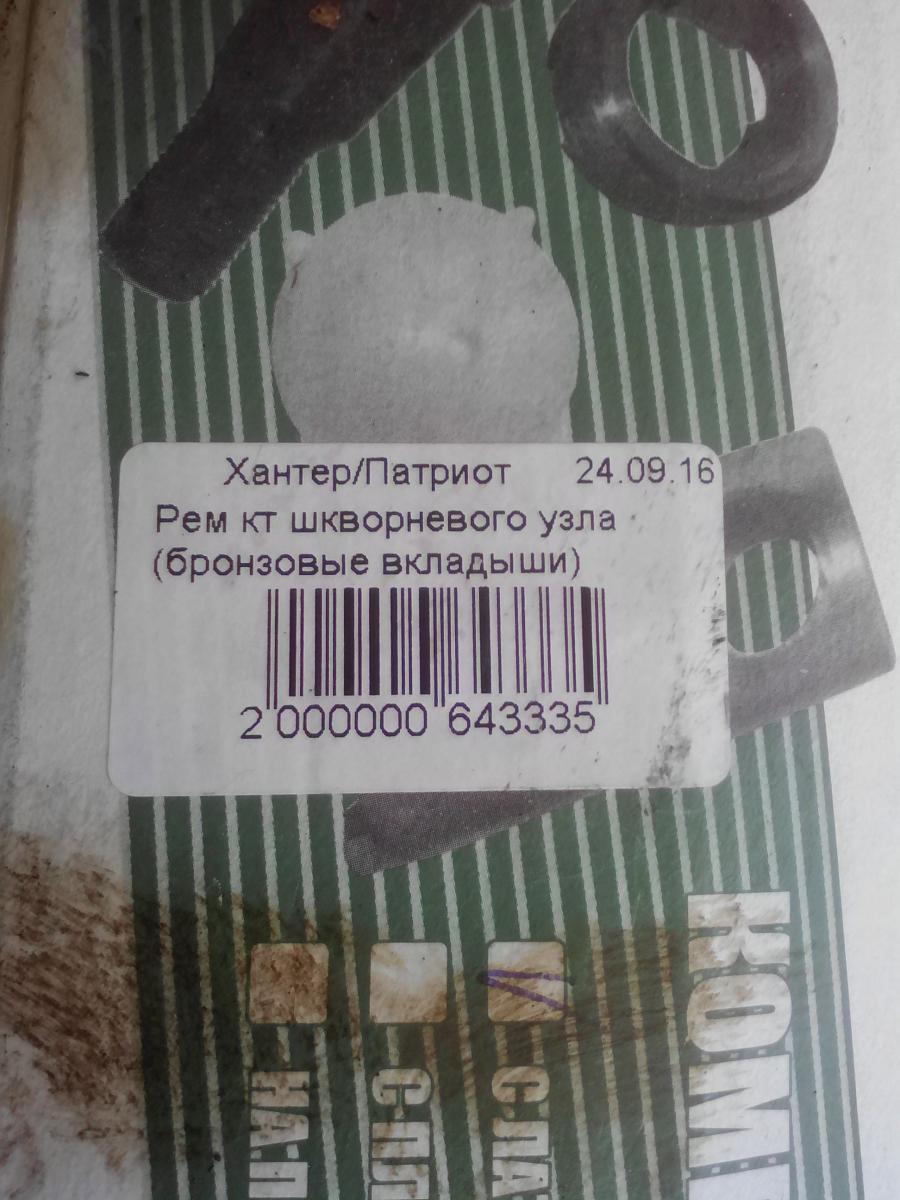 Хантер/Патриот 24.09.16
Рем кт шкворневого узла
(бронзовые вкладыши)
2 000000 643335